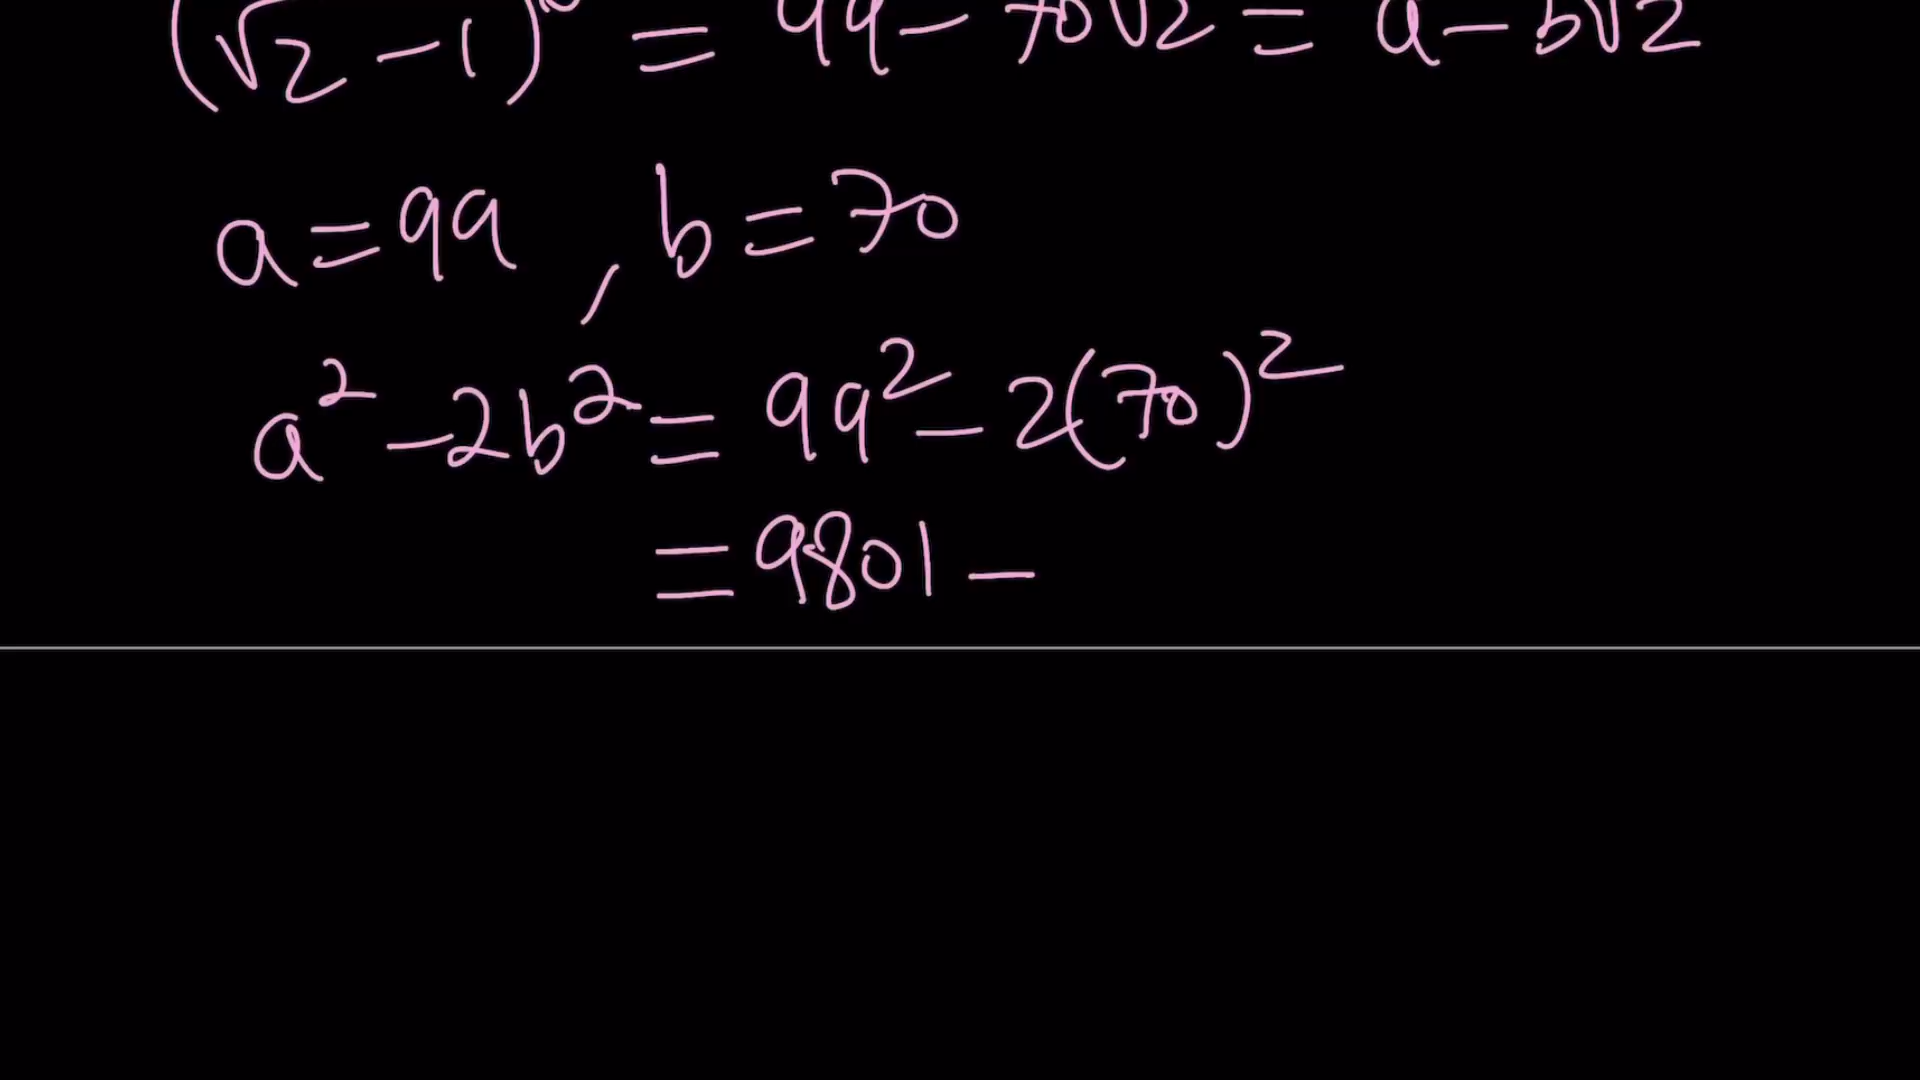 (√2 - 1)⁶ = 99 - 70√2 = a - b√2
a = 99 , b = 70
a² - 2b² = 99² - 2(70)²
= 9801 -